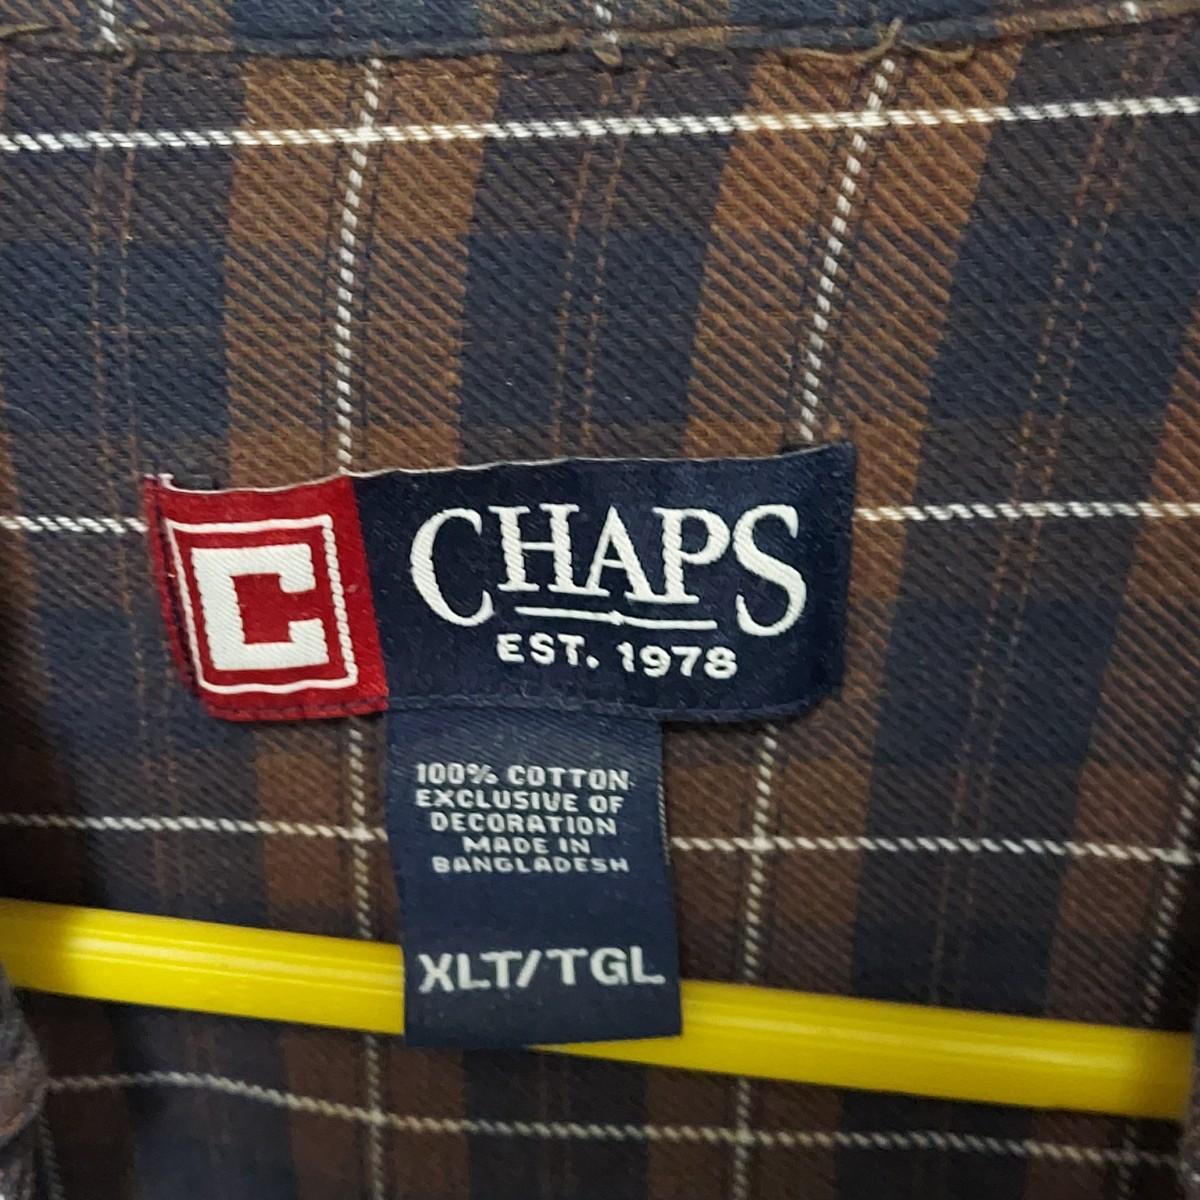 C
CHAPS
EST. 1978
100% COTTON
EXCLUSIVE OF
DECORATION
MADE IN
BANGLADESH
XLT/TGL